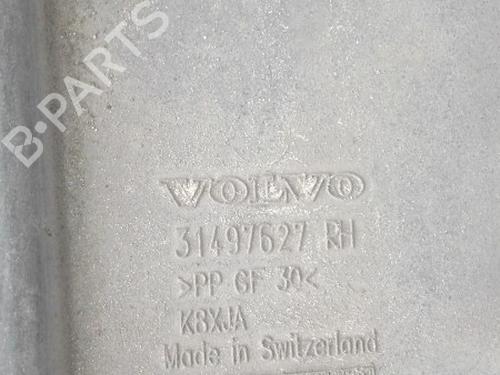 B-PARTS
VOLVO
31497627 RH
>PP GF 30<
K8XJA
Made in Switzerland